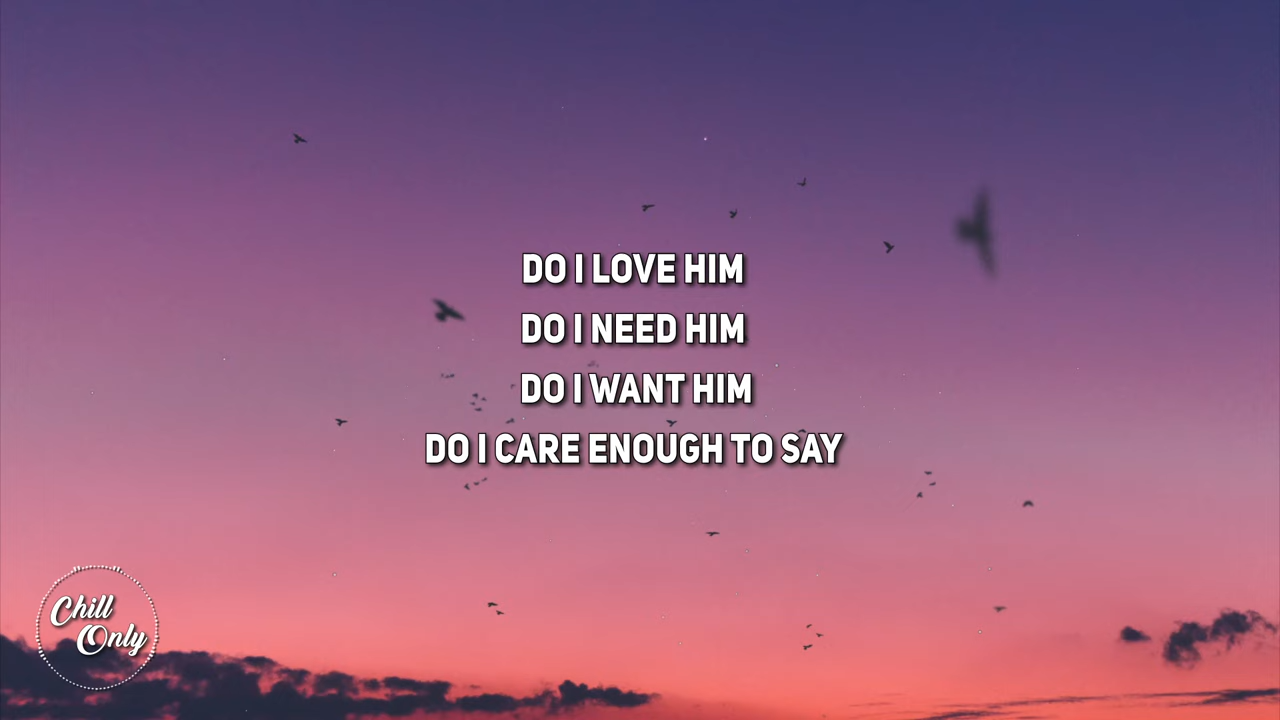 DO I LOVE HIM
DO I NEED HIM
DO I WANT HIM
DO I CARE ENOUGH TO SAY
Chill
Only